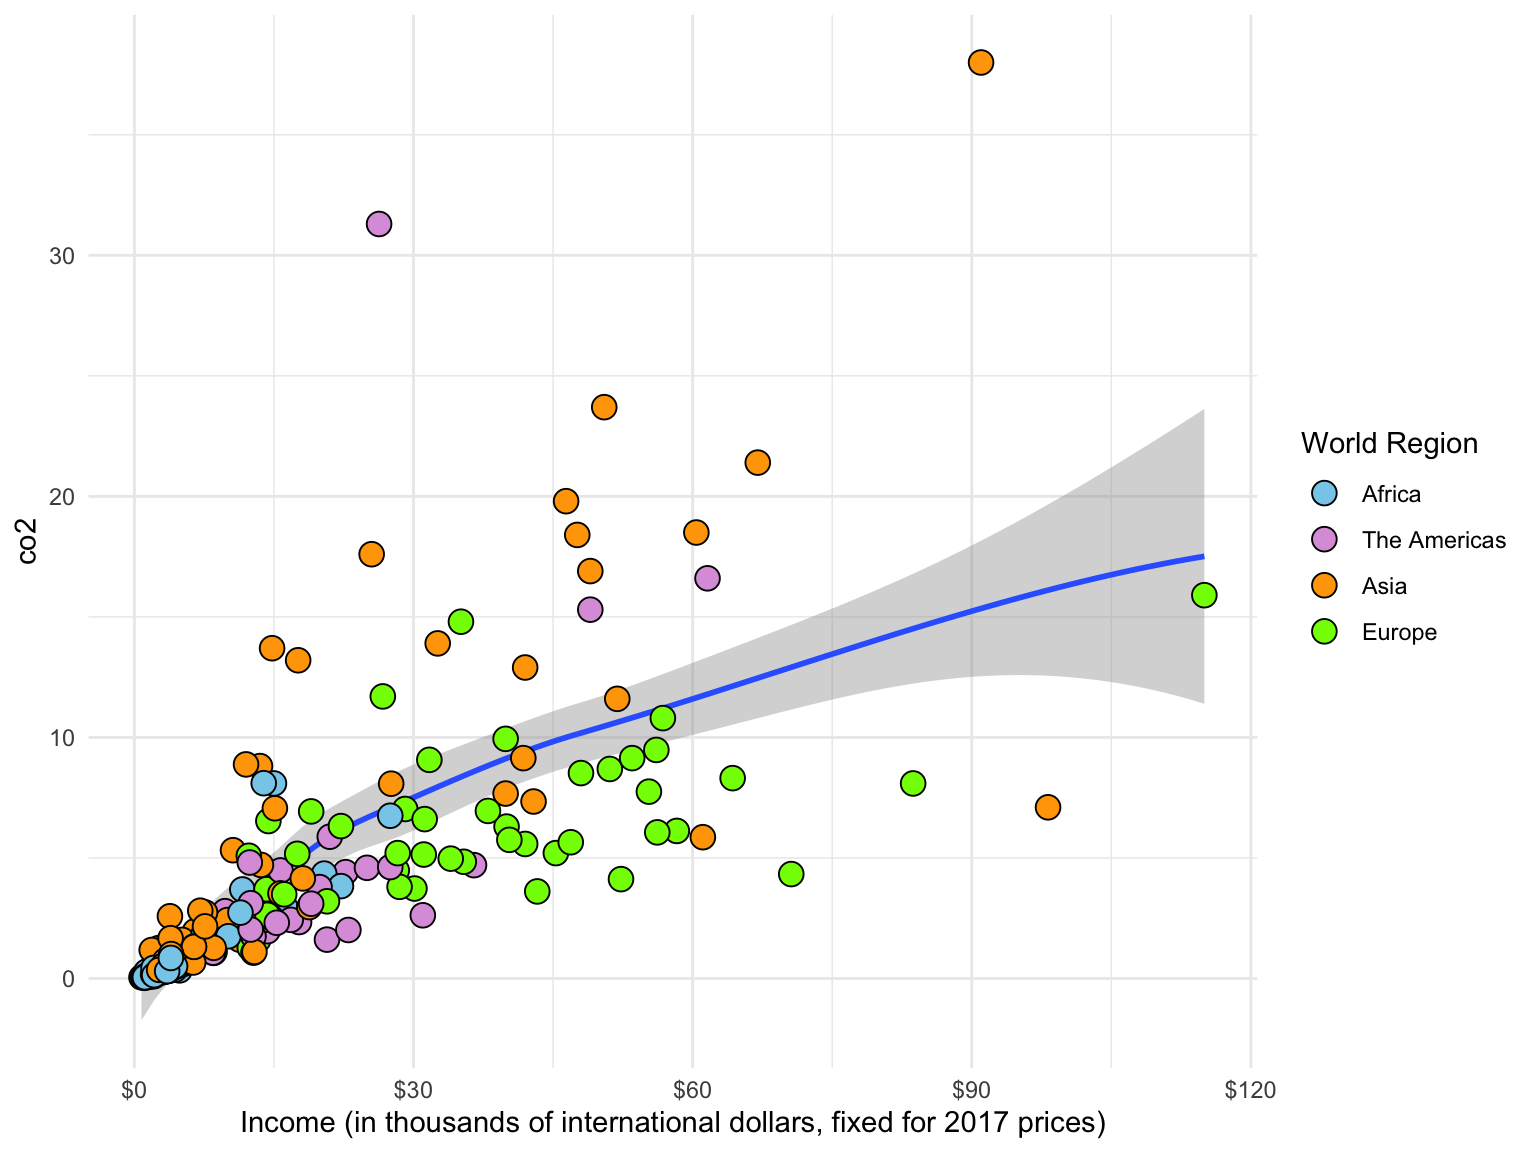 30
20
10
0
co2
$0
$30
$60
$90
$120
Income (in thousands of international dollars, fixed for 2017 prices)
World Region
Africa
The Americas
Asia
Europe